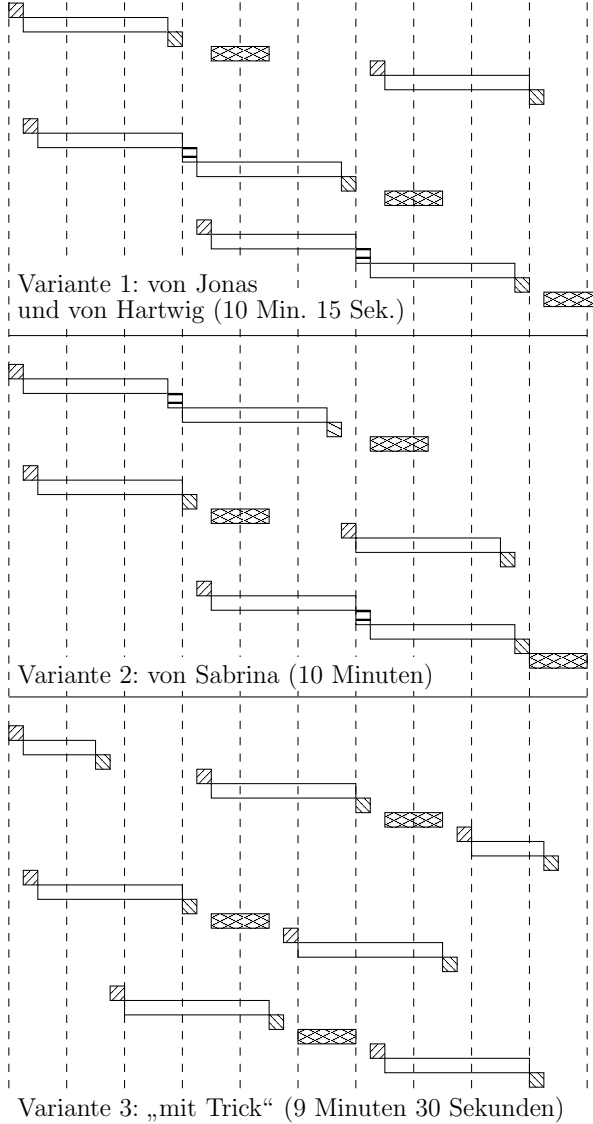 Variante 1: von Jonas
und von Hartwig (10 Min. 15 Sek.)
Variante 2: von Sabrina (10 Minuten)
Variante 3: „mit Trick“ (9 Minuten 30 Sekunden)